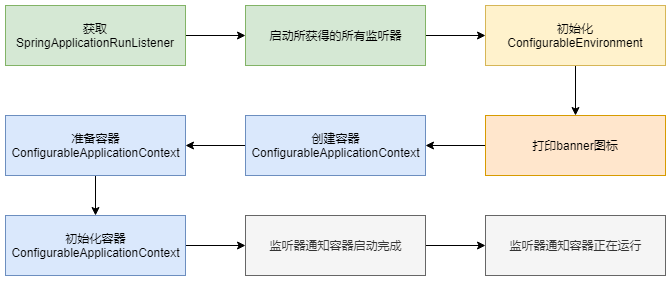 获取
SpringApplicationRunListener
启动所获得的所有监听器
初始化
ConfigurableEnvironment
打印banner图标
创建容器
ConfigurableApplicationContext
准备容器
ConfigurableApplicationContext
初始化容器
ConfigurableApplicationContext
监听器通知容器启动完成
监听器通知容器正在运行